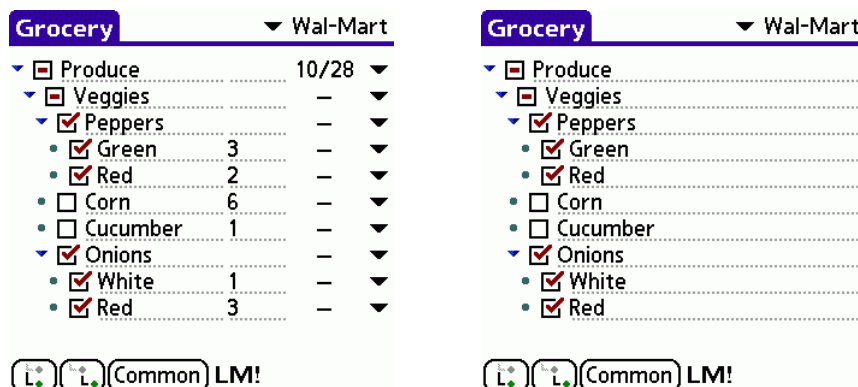 Grocery Wal-Mart
Produce 10/28
Veggies –
Peppers –
Green 3 –
Red 2 –
Corn 6 –
Cucumber 1 –
Onions –
White 1 –
Red 3 –
L L Common LM!
Grocery Wal-Mart
Produce
Veggies
Peppers
Green
Red
Corn
Cucumber
Onions
White
Red
L L Common LM!